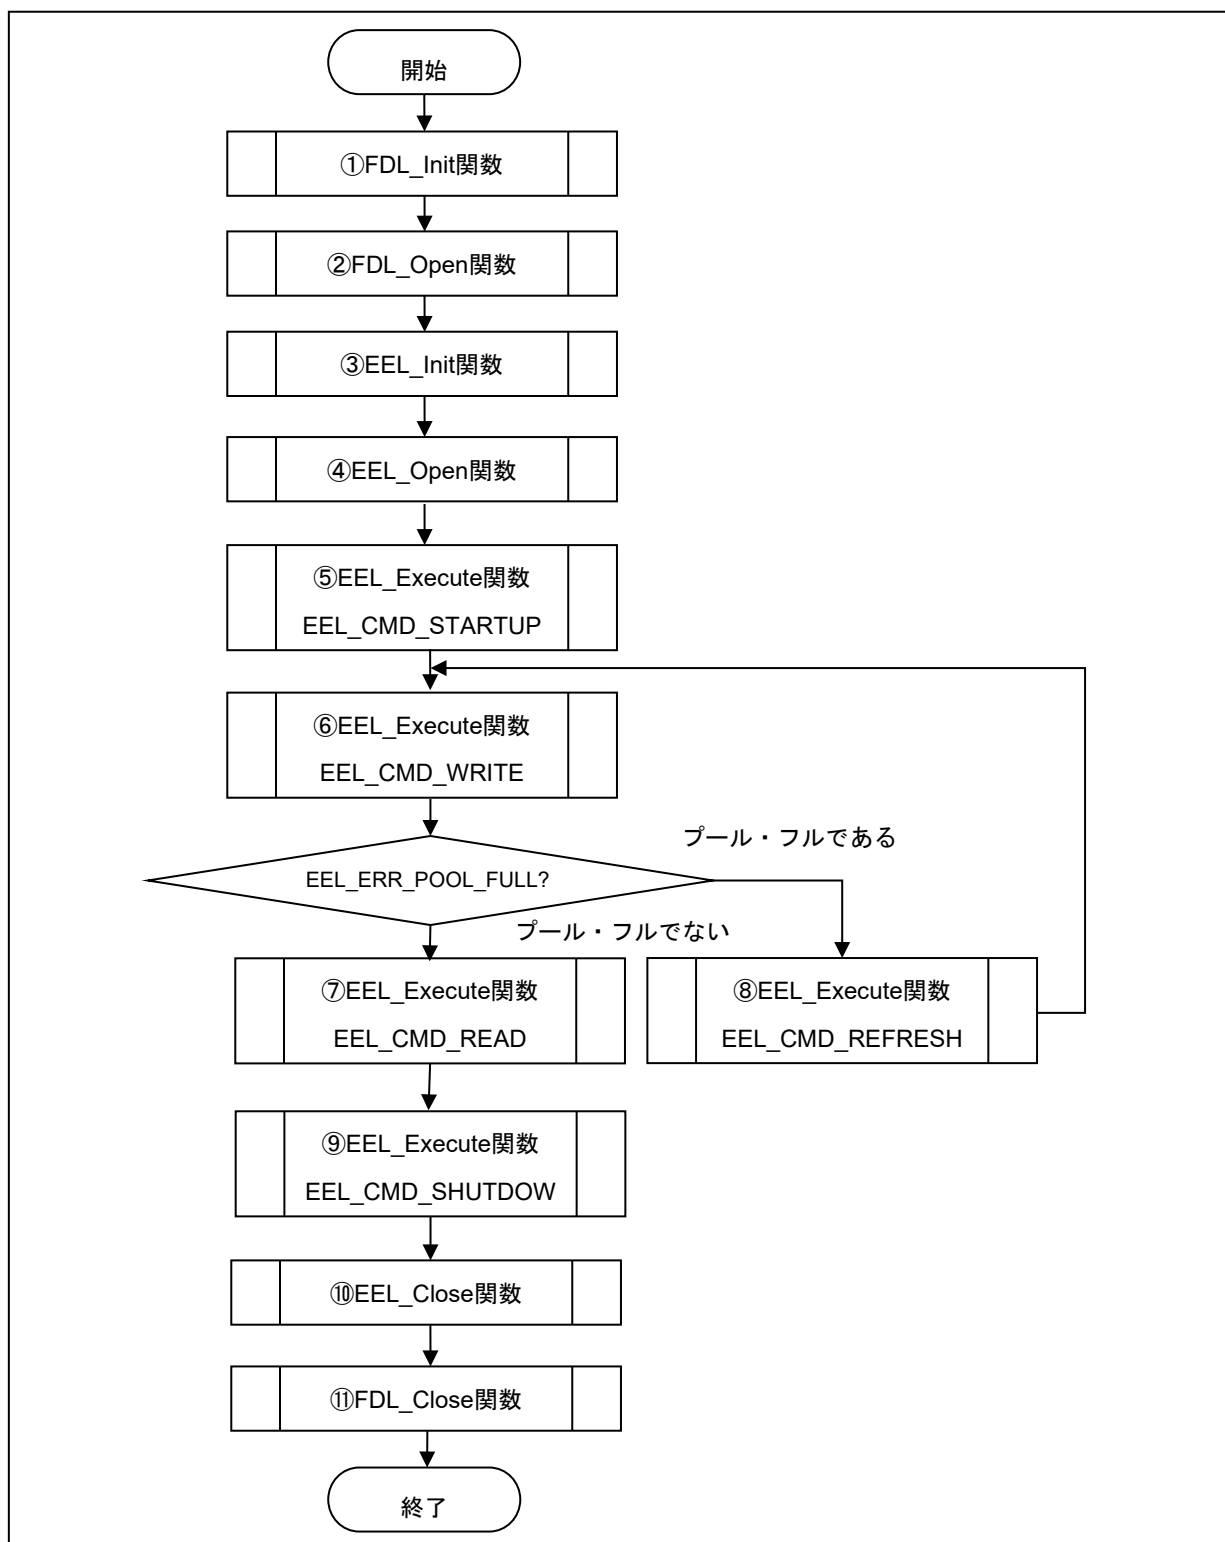 開始
①FDL_Init関数
②FDL_Open関数
③EEL_Init関数
④EEL_Open関数
⑤EEL_Execute関数
EEL_CMD_STARTUP
⑥EEL_Execute関数
EEL_CMD_WRITE
プール・フルである
EEL_ERR_POOL_FULL?
プール・フルでない
⑦EEL_Execute関数
EEL_CMD_READ
⑧EEL_Execute関数
EEL_CMD_REFRESH
⑨EEL_Execute関数
EEL_CMD_SHUTDOW
⑩EEL_Close関数
⑪FDL_Close関数
終了